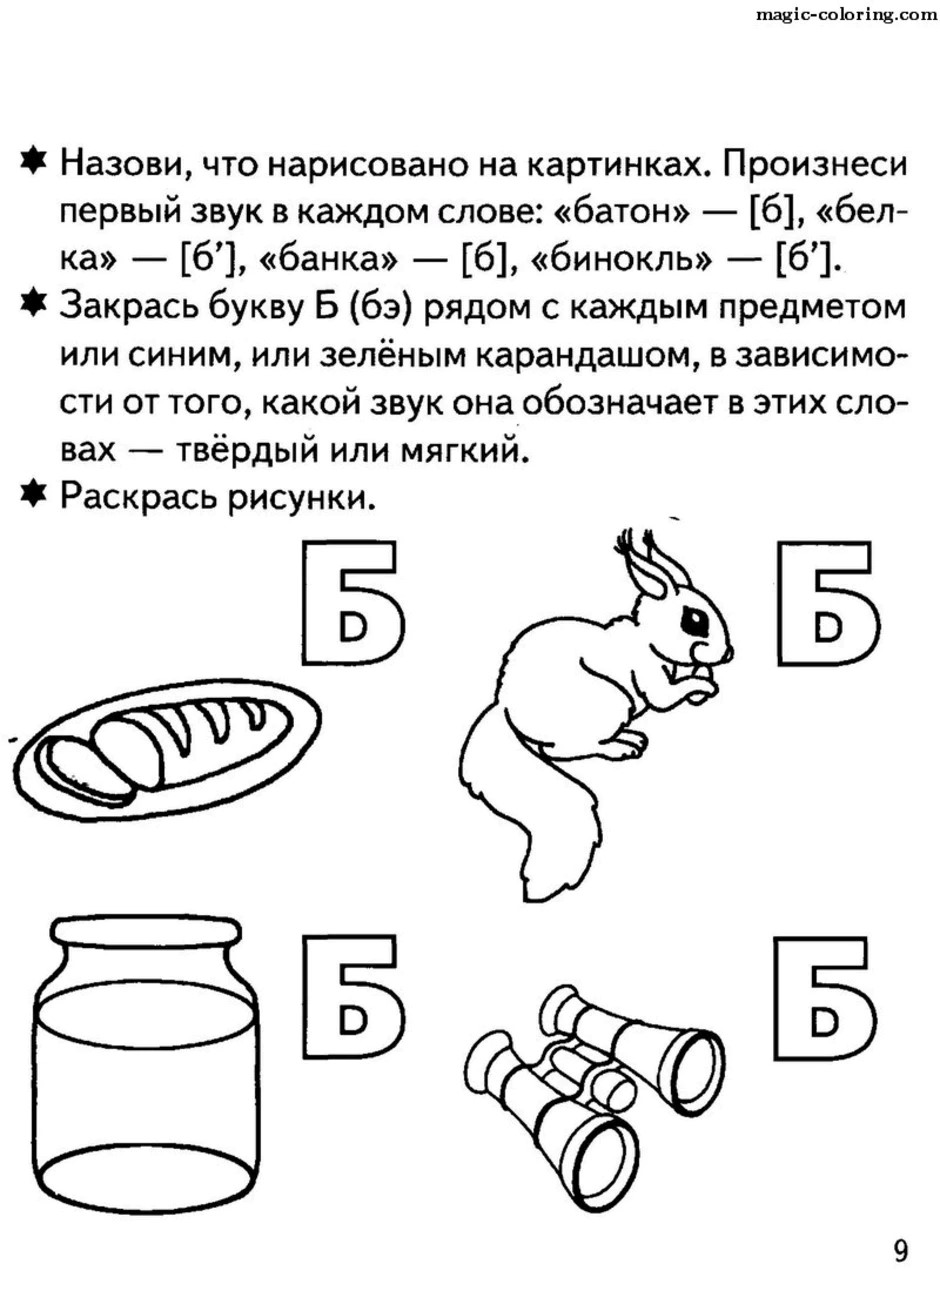 magic-coloring.com
✶ Назови, что нарисовано на картинках. Произнеси
первый звук в каждом слове: «батон» — [б], «бел-
ка» — [б’], «банка» — [б], «бинокль» — [б’].
✶ Закрась букву Б (бэ) рядом с каждым предметом
или синим, или зелёным карандашом, в зависимо-
сти от того, какой звук она обозначает в этих сло-
вах — твёрдый или мягкий.
✶ Раскрась рисунки.
Б
Б
Б
Б
9